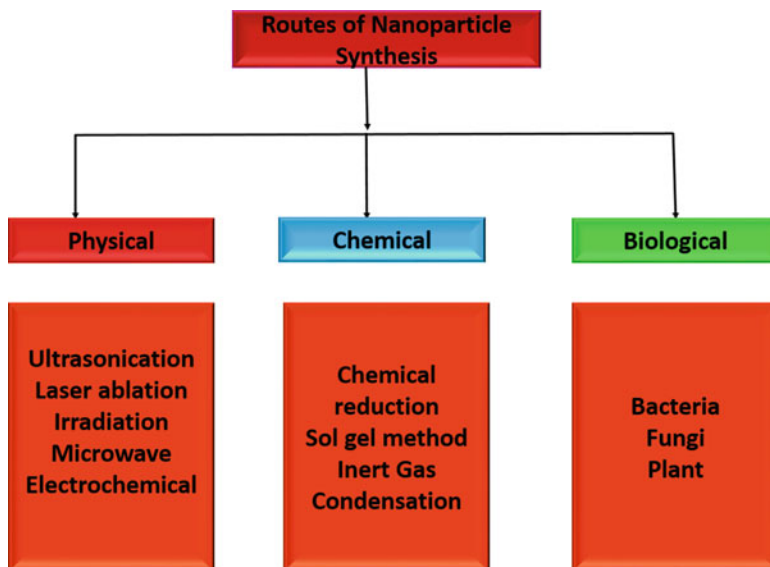 Routes of Nanoparticle
Synthesis
Physical
Chemical
Biological
Ultrasonication
Laser ablation
Irradiation
Microwave
Electrochemical
Chemical
reduction
Sol gel method
Inert Gas
Condensation
Bacteria
Fungi
Plant